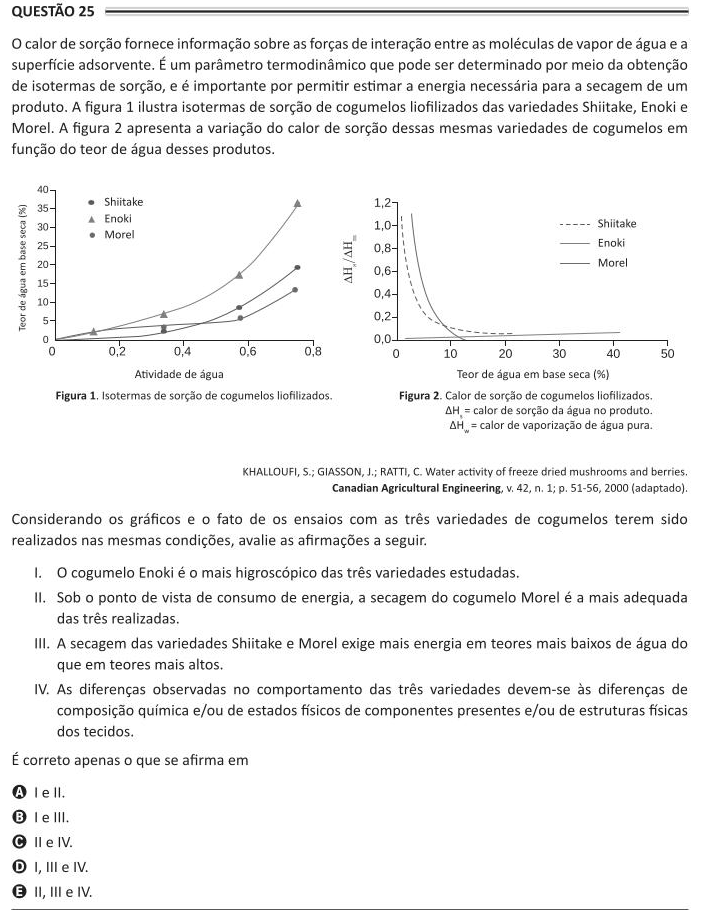 QUESTÃO 25
O calor de sorção fornece informação sobre as forças de interação entre as moléculas de vapor de água e a
superfície adsorvente. É um parâmetro termodinâmico que pode ser determinado por meio da obtenção
de isotermas de sorção, e é importante por permitir estimar a energia necessária para a secagem de um
produto. A figura 1 ilustra isotermas de sorção de cogumelos liofilizados das variedades Shiitake, Enoki e
Morel. A figura 2 apresenta a variação do calor de sorção dessas mesmas variedades de cogumelos em
função do teor de água desses produtos.
Teor de água em base seca (%)
40
35
30
25
20
15
10
5
0
Shiitake
Enoki
Morel
0 0,2 0,4 0,6 0,8
Atividade de água
Figura 1. Isotermas de sorção de cogumelos liofilizados.
ΔHs/ΔHw
1,2
1,0
0,8
0,6
0,4
0,2
0,0
Shiitake
Enoki
Morel
0 10 20 30 40 50
Teor de água em base seca (%)
Figura 2. Calor de sorção de cogumelos liofilizados.
ΔHs = calor de sorção da água no produto.
ΔHw = calor de vaporização de água pura.
KHALLOUFI, S.; GIASSON, J.; RATTI, C. Water activity of freeze dried mushrooms and berries.
Canadian Agricultural Engineering, v. 42, n. 1; p. 51-56, 2000 (adaptado).
Considerando os gráficos e o fato de os ensaios com as três variedades de cogumelos terem sido
realizados nas mesmas condições, avalie as afirmações a seguir.
I. O cogumelo Enoki é o mais higroscópico das três variedades estudadas.
II. Sob o ponto de vista de consumo de energia, a secagem do cogumelo Morel é a mais adequada
das três realizadas.
III. A secagem das variedades Shiitake e Morel exige mais energia em teores mais baixos de água do
que em teores mais altos.
IV. As diferenças observadas no comportamento das três variedades devem-se às diferenças de
composição química e/ou de estados físicos de componentes presentes e/ou de estruturas físicas
dos tecidos.
É correto apenas o que se afirma em
A I e II.
B I e III.
C II e IV.
D I, III e IV.
E II, III e IV.